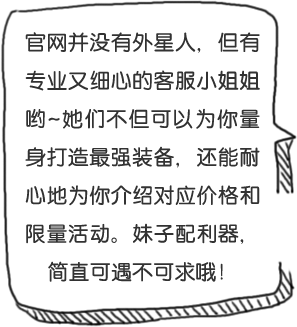 官网并没有外星人，但有
专业又细心的客服小姐姐
哟~她们不但可以为你量
身打造最强装备，还能耐
心地为你介绍对应价格和
限量活动。妹子配利器，
简直可遇不可求哦！